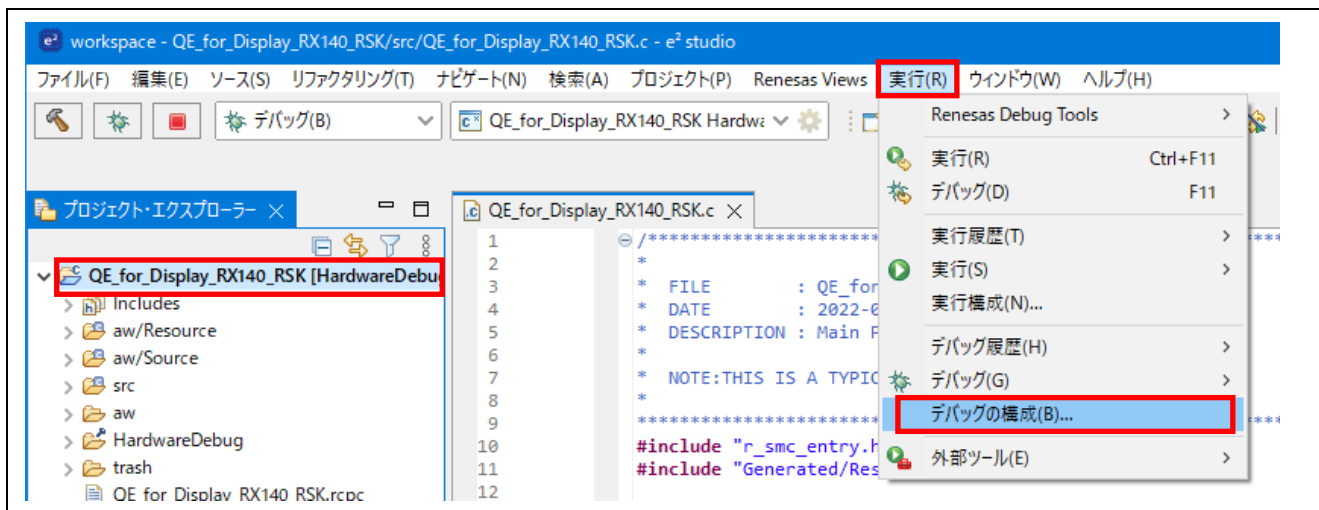 workspace - QE_for_Display_RX140_RSK/src/QE_for_Display_RX140_RSK.c - e² studio
ファイル(F) 編集(E) ソース(S) リファクタリング(T) ナビゲート(N) 検索(A) プロジェクト(P) Renesas Views 実行(R) ウィンドウ(W) ヘルプ(H)
デバッグ(B) QE_for_Display_RX140_RSK Hardwa
Renesas Debug Tools
実行(R) Ctrl+F11
デバッグ(D) F11
実行履歴(T)
実行(S)
実行構成(N)...
デバッグ履歴(H)
デバッグ(G)
デバッグの構成(B)...
外部ツール(E)
プロジェクト・エクスプローラー
QE_for_Display_RX140_RSK [HardwareDebu
Includes
aw/Resource
aw/Source
src
aw
HardwareDebug
trash
QE_for_Display_RX140_RSK.rcpc
QE_for_Display_RX140_RSK.c
1 /**********************
2 *
3 * FILE : QE_for
4 * DATE : 2022-0
5 * DESCRIPTION : Main P
6 *
7 * NOTE:THIS IS A TYPIC
8 *
9 ***********************
10 #include "r_smc_entry.h
11 #include "Generated/Res
12